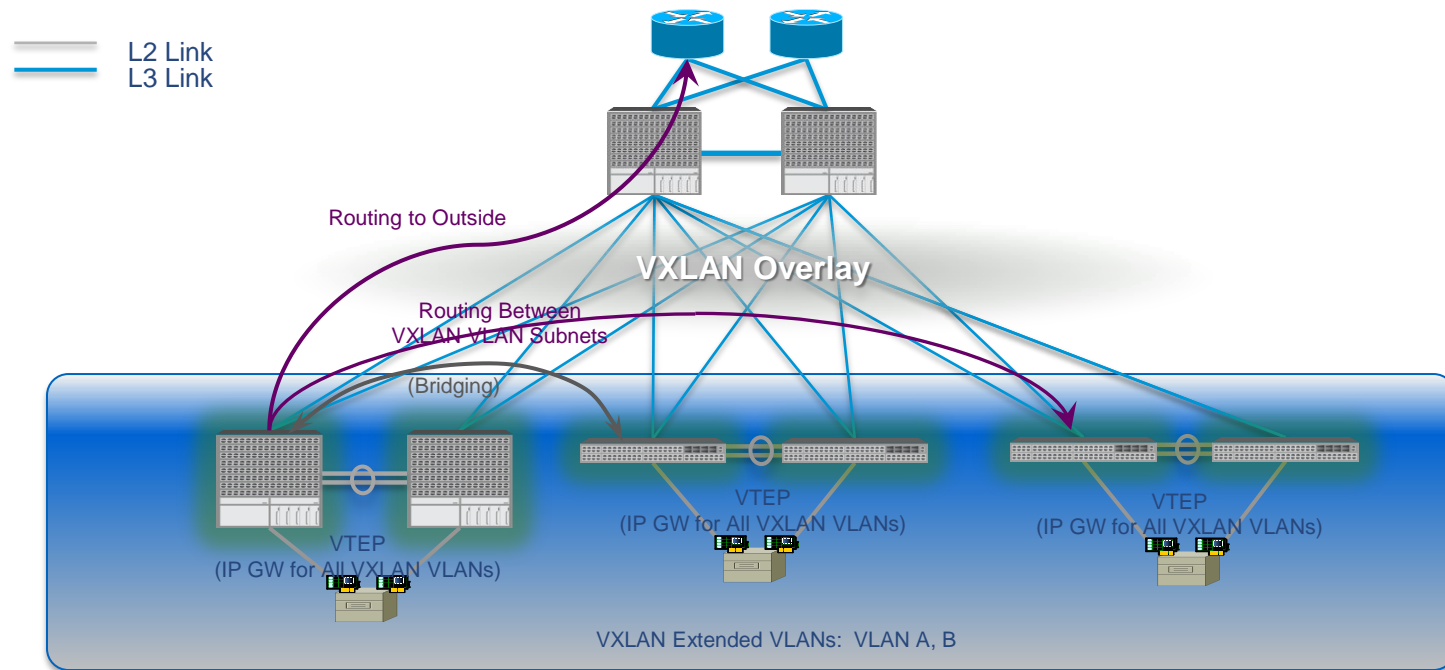 L2 Link
L3 Link
Routing to Outside
VXLAN Overlay
Routing Between
VXLAN VLAN Subnets
(Bridging)
VTEP
(IP GW for All VXLAN VLANs)
VTEP
(IP GW for All VXLAN VLANs)
VTEP
(IP GW for All VXLAN VLANs)
VXLAN Extended VLANs: VLAN A, B